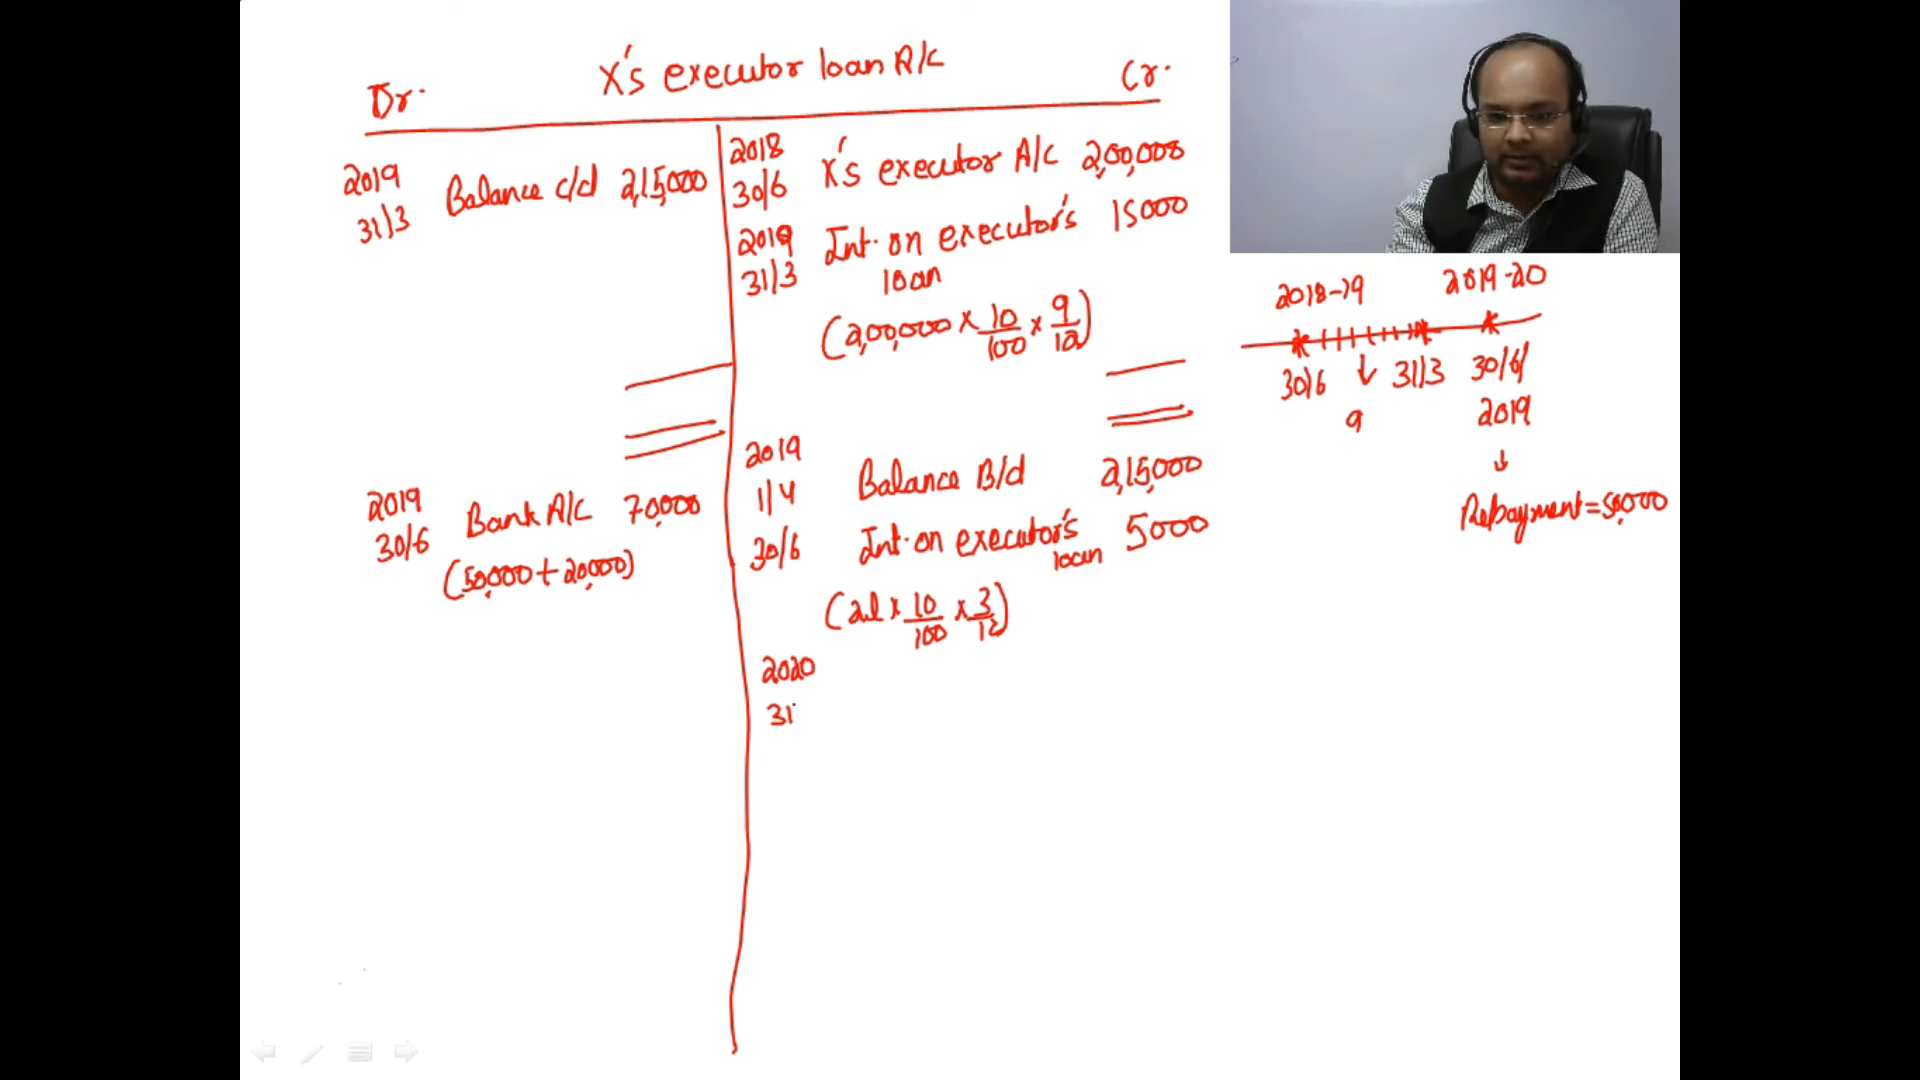 X's executor loan A/c
Dr.
Cr.
2019
31/3
Balance c/d 2,15,000
2018
30/6
X's executor A/c 2,00,000
2019
31/3
Int. on executor's 15000
loan
(2,00,000 × 10/100 × 9/12)
2019
30/6
Bank A/c 70,000
(50,000 + 20,000)
2019
1/4
Balance B/d 2,15,000
30/6
Int. on executor's 5000
loan
(2l × 10/100 × 3/12)
2020
31
2018-19
2019-20
30/6
31/3
30/6/
9
2019
Repayment = 50,000